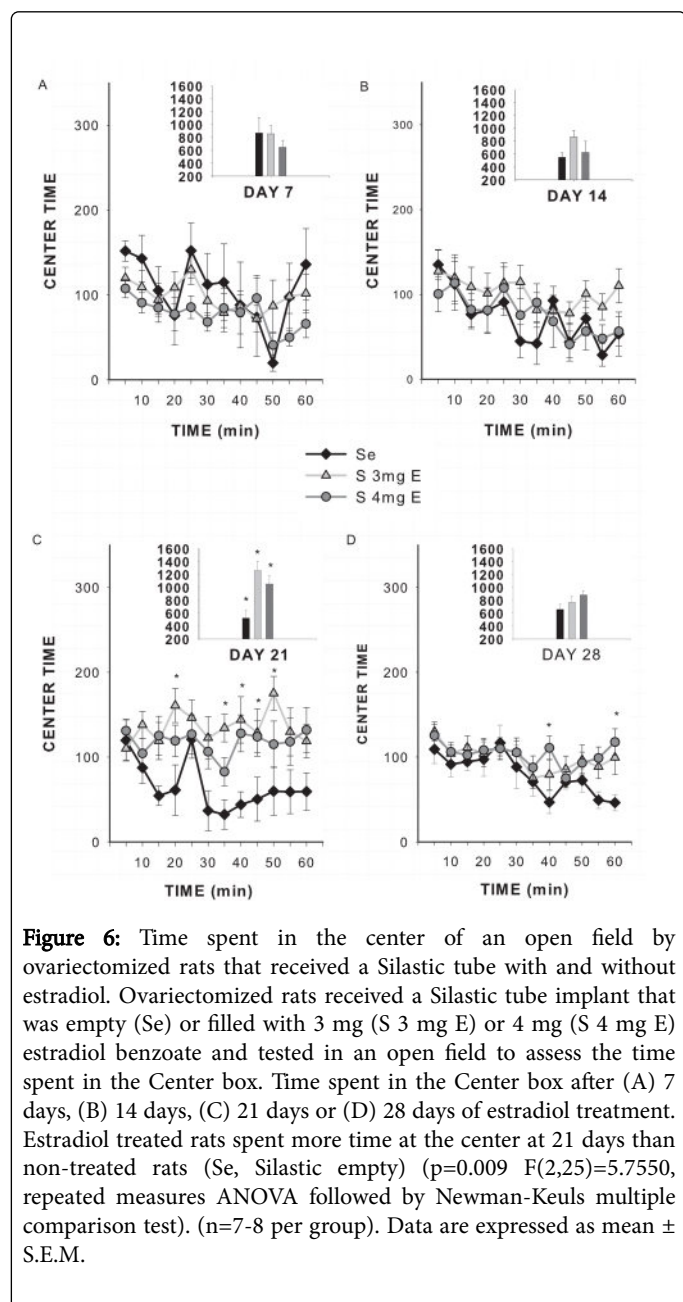 A
1600
1400
1200
1000
800
600
400
200
DAY 7
300
200
100
0
CENTER TIME
10 20 30 40 50 60
TIME (min)
B
1600
1400
1200
1000
800
600
400
200
DAY 14
300
200
100
0
CENTER TIME
10 20 30 40 50 60
TIME (min)
Se
S 3mg E
S 4mg E
C
1600
1400
1200
1000
800
600
400
200
* * *
DAY 21
300
200
100
0
CENTER TIME
* * * * *
10 20 30 40 50 60
TIME (min)
D
1600
1400
1200
1000
800
600
400
200
DAY 28
300
200
100
0
CENTER TIME
* *
10 20 30 40 50 60
TIME (min)
Figure 6: Time spent in the center of an open field by
ovariectomized rats that received a Silastic tube with and without
estradiol. Ovariectomized rats received a Silastic tube implant that
was empty (Se) or filled with 3 mg (S 3 mg E) or 4 mg (S 4 mg E)
estradiol benzoate and tested in an open field to assess the time
spent in the Center box. Time spent in the Center box after (A) 7
days, (B) 14 days, (C) 21 days or (D) 28 days of estradiol treatment.
Estradiol treated rats spent more time at the center at 21 days than
non-treated rats (Se, Silastic empty) (p=0.009 F(2,25)=5.7550,
repeated measures ANOVA followed by Newman-Keuls multiple
comparison test). (n=7-8 per group). Data are expressed as mean ±
S.E.M.